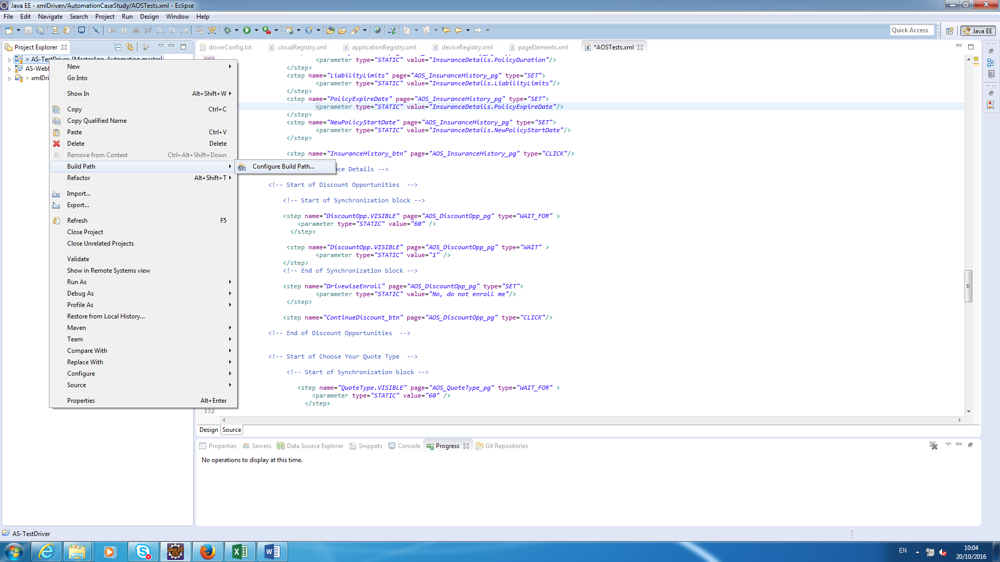 Java EE - xmlDriven/AutomationCaseStudy/AOSTests.xml - Eclipse
File Edit Navigate Search Project Run Design Window Help
Quick Access
Java EE
Project Explorer
> AS-TestDriver [MasterApp_Automation master]
AS-Webl
> xmlDri
New
Go Into
Show In Alt+Shift+W
Copy Ctrl+C
Copy Qualified Name
Paste Ctrl+V
Delete Delete
Remove from Context Ctrl+Alt+Shift+Down
Build Path
Refactor Alt+Shift+T
Import...
Export...
Refresh F5
Close Project
Close Unrelated Projects
Validate
Show in Remote Systems view
Run As
Debug As
Profile As
Restore from Local History...
Maven
Team
Compare With
Replace With
Configure
Source
Properties Alt+Enter
Configure Build Path...
driverConfig.txt cloudRegistry.xml applicationRegistry.xml deviceRegistry.xml pageElements.xml *AOSTests.xml
<parameter type="STATIC" value="InsuranceDetails.PolicyDuration"/>
</step>
<step name="LiabilityLimits" page="AOS_InsuranceHistory_pg" type="SET">
<parameter type="STATIC" value="InsuranceDetails.LiabilityLimits"/>
</step>
<step name="PolicyExpireDate" page="AOS_InsuranceHistory_pg" type="SET">
<parameter type="STATIC" value="InsuranceDetails.PolicyExpireDate"/>
</step>
<step name="NewPolicyStartDate" page="AOS_InsuranceHistory_pg" type="SET">
<parameter type="STATIC" value="InsuranceDetails.NewPolicyStartDate"/>
</step>
<step name="InsuranceHistory_btn" page="AOS_InsuranceHistory_pg" type="CLICK"/>
nce Details -->
<!-- Start of Discount Opportunities -->
<!-- Start of Synchronization block -->
<step name="DiscountOpp.VISIBLE" page="AOS_DiscountOpp_pg" type="WAIT_FOR" >
<parameter type="STATIC" value="60" />
</step>
<step name="DiscountOpp.VISIBLE" page="AOS_DiscountOpp_pg" type="WAIT" >
<parameter type="STATIC" value="1" />
</step>
<!-- End of Synchronization block -->
<step name="DrivewiseEnroll" page="AOS_DiscountOpp_pg" type="SET">
<parameter type="STATIC" value="No, do not enroll me"/>
</step>
<step name="ContinueDiscount_btn" page="AOS_DiscountOpp_pg" type="CLICK"/>
<!-- End of Discount Opportunities -->
<!-- Start of Choose Your Quote Type -->
<!-- Start of Synchronization block -->
<step name="QuoteType.VISIBLE" page="AOS_QuoteType_pg" type="WAIT_FOR" >
<parameter type="STATIC" value="60" />
</step>
332
Design Source
Properties Servers Data Source Explorer Snippets Console Progress Git Repositories
No operations to display at this time.
AS-TestDriver
EN
10:04
20/10/2016